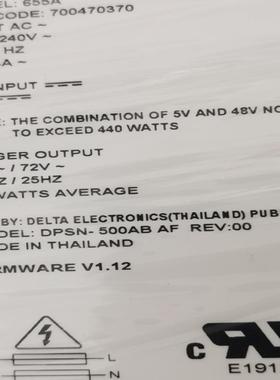 EL: 655A
CODE: 700470370
T AC ~
240V ~
HZ
A ~
NPUT
E: THE COMBINATION OF 5V AND 48V NO
TO EXCEED 440 WATTS
GER OUTPUT
~ / 72V ~
Z / 25HZ
WATTS AVERAGE
BY: DELTA ELECTRONICS(THAILAND) PUB
DEL: DPSN- 500AB AF REV:00
DE IN THAILAND
RMWARE V1.12
L
N
c RU
E191